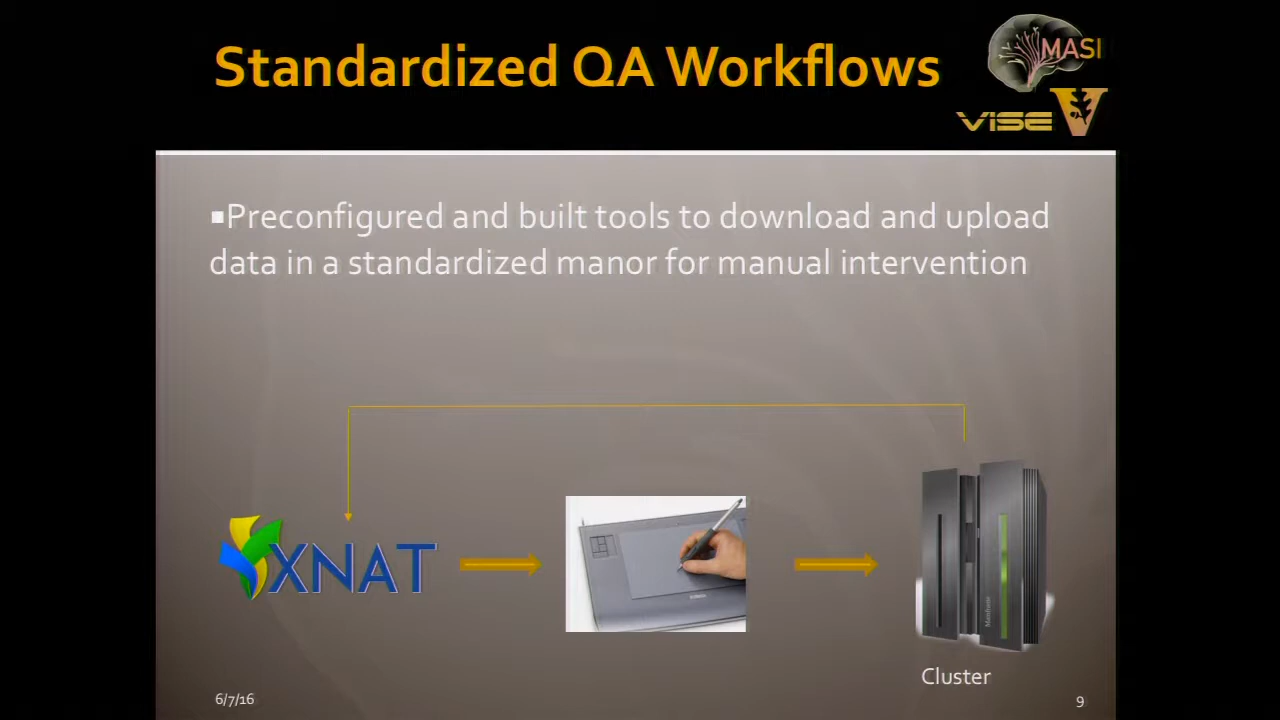 Standardized QA Workflows
MASI
VISE V
▪Preconfigured and built tools to download and upload
data in a standardized manor for manual intervention
XNAT
Cluster
6/7/16
9